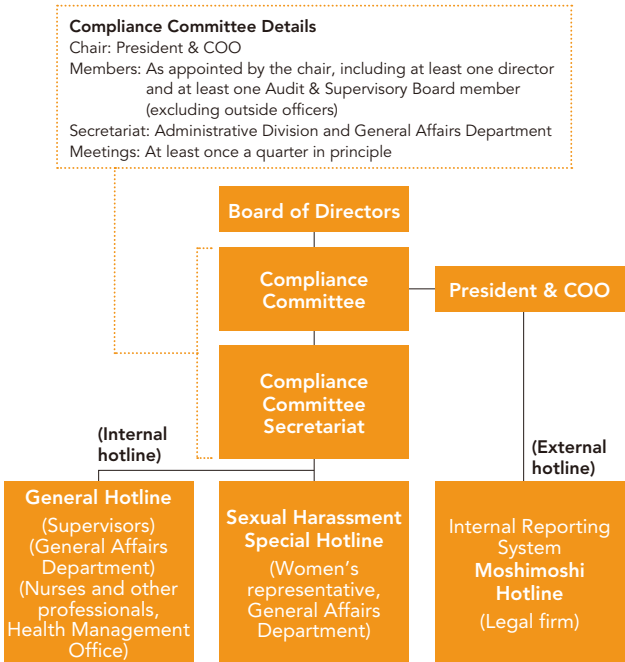 Compliance Committee Details
Chair: President & COO
Members: As appointed by the chair, including at least one director
and at least one Audit & Supervisory Board member
(excluding outside officers)
Secretariat: Administrative Division and General Affairs Department
Meetings: At least once a quarter in principle
Board of Directors
Compliance
Committee
President & COO
Compliance
Committee
Secretariat
(Internal
hotline)
(External
hotline)
General Hotline
(Supervisors)
(General Affairs
Department)
(Nurses and other
professionals,
Health Management
Office)
Sexual Harassment
Special Hotline
(Women’s
representative,
General Affairs
Department)
Internal Reporting
System
Moshimoshi
Hotline
(Legal firm)